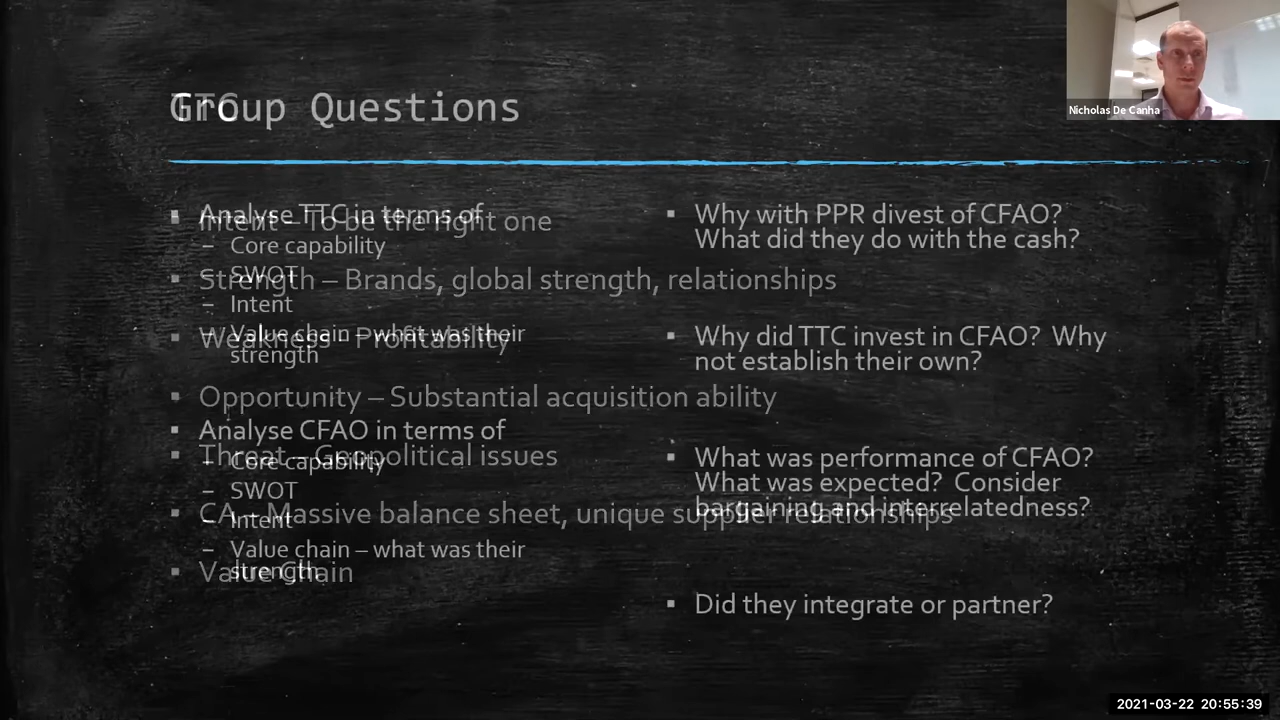 Group Questions
TTC
Analyse TTC in terms of
– Core capability
– SWOT
– Intent
– Value chain – what was their
strength
Analyse CFAO in terms of
– Core capability
– SWOT
– Intent
– Value chain – what was their
strength
Why with PPR divest of CFAO?
What did they do with the cash?
Why did TTC invest in CFAO? Why
not establish their own?
What was performance of CFAO?
What was expected? Consider
bargaining and interrelatedness?
Did they integrate or partner?
Intent – To be the right one
Strength – Brands, global strength, relationships
Weakness – Profitability
Opportunity – Substantial acquisition ability
Threat – Geopolitical issues
CA – Massive balance sheet, unique supplier relationships
Value Chain
Nicholas De Canha
2021-03-22 20:55:39